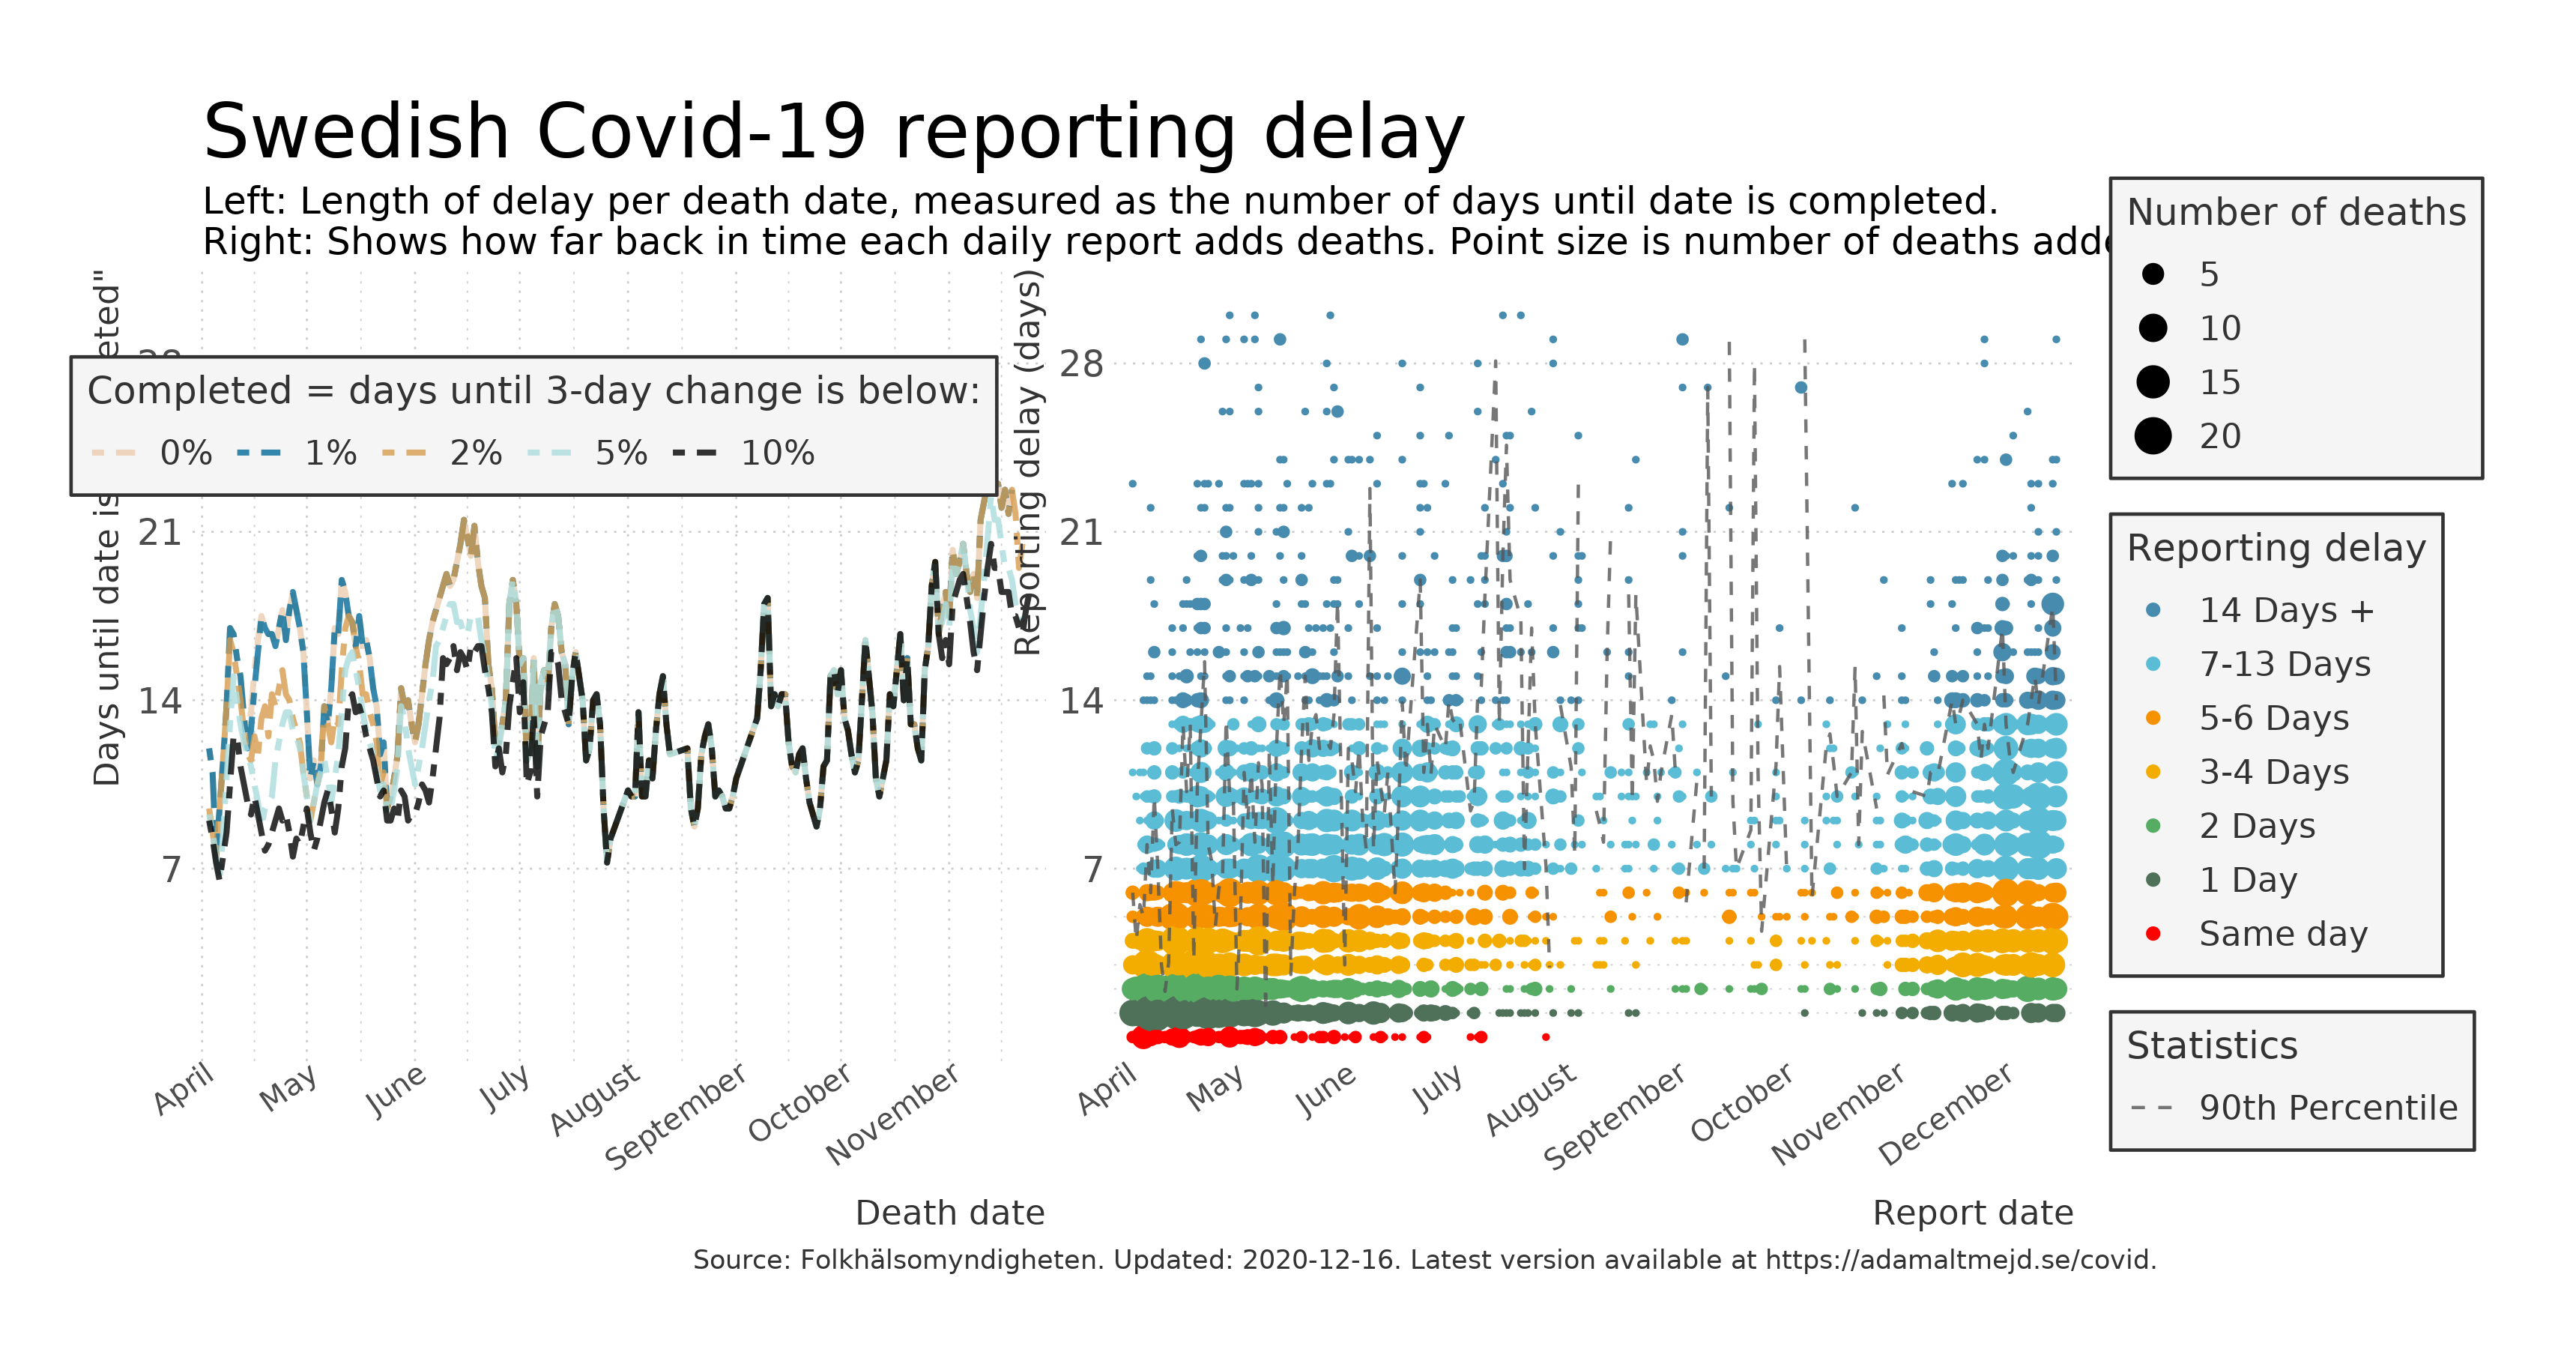 Swedish Covid-19 reporting delay
Left: Length of delay per death date, measured as the number of days until date is completed.
Right: Shows how far back in time each daily report adds deaths. Point size is number of deaths
Days until date is
Completed = days until 3-day change is below:
0% 1% 2% 5% 10%
21
14
7
April May June July August September October November
Death date
Reporting delay (days)
28
21
14
7
April May June July August September October November December
Report date
Number of deaths
5
10
15
20
Reporting delay
14 Days +
7-13 Days
5-6 Days
3-4 Days
2 Days
1 Day
Same day
Statistics
90th Percentile
Source: Folkhälsomyndigheten. Updated: 2020-12-16. Latest version available at https://adamaltmejd.se/covid.